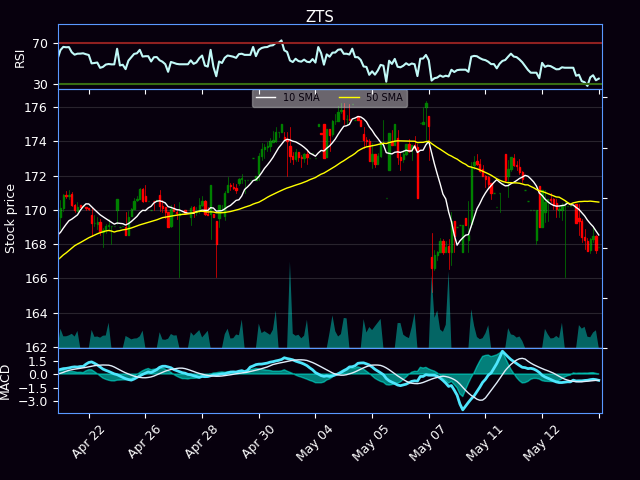 ZTS
RSI
70
30
10 SMA 50 SMA
Stock price
176
174
172
170
168
166
164
162
MACD
1.5
0.0
−1.5
−3.0
Apr 22 Apr 26 Apr 28 Apr 30 May 04 May 05 May 07 May 11 May 12